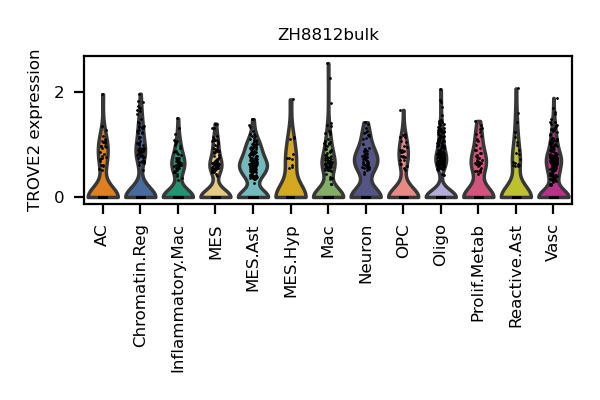 ZH8812bulk
TROVE2 expression
2
0
AC
Chromatin.Reg
Inflammatory.Mac
MES
MES.Ast
MES.Hyp
Mac
Neuron
OPC
Oligo
Prolif.Metab
Reactive.Ast
Vasc